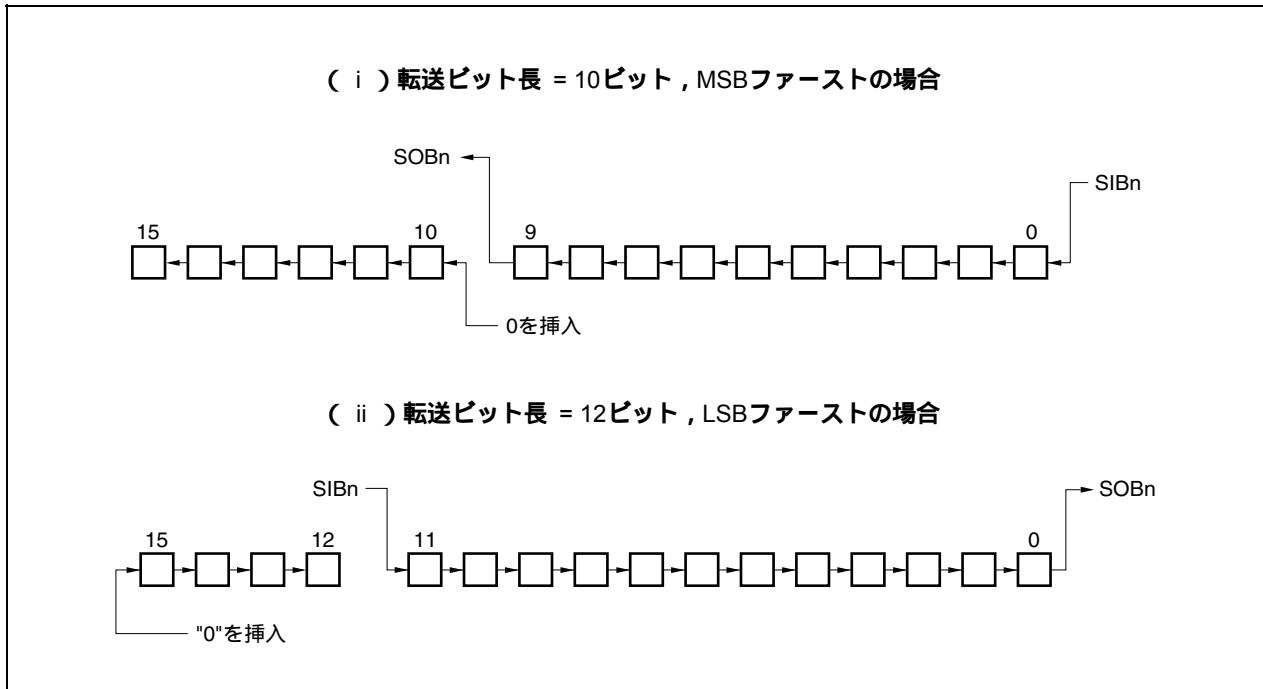 ( i )転送ビット長 = 10ビット , MSBファーストの場合
SOBn
SIBn
15
10
9
0
0を挿入
( ii )転送ビット長 = 12ビット , LSBファーストの場合
SIBn
SOBn
15
12
11
0
"0"を挿入